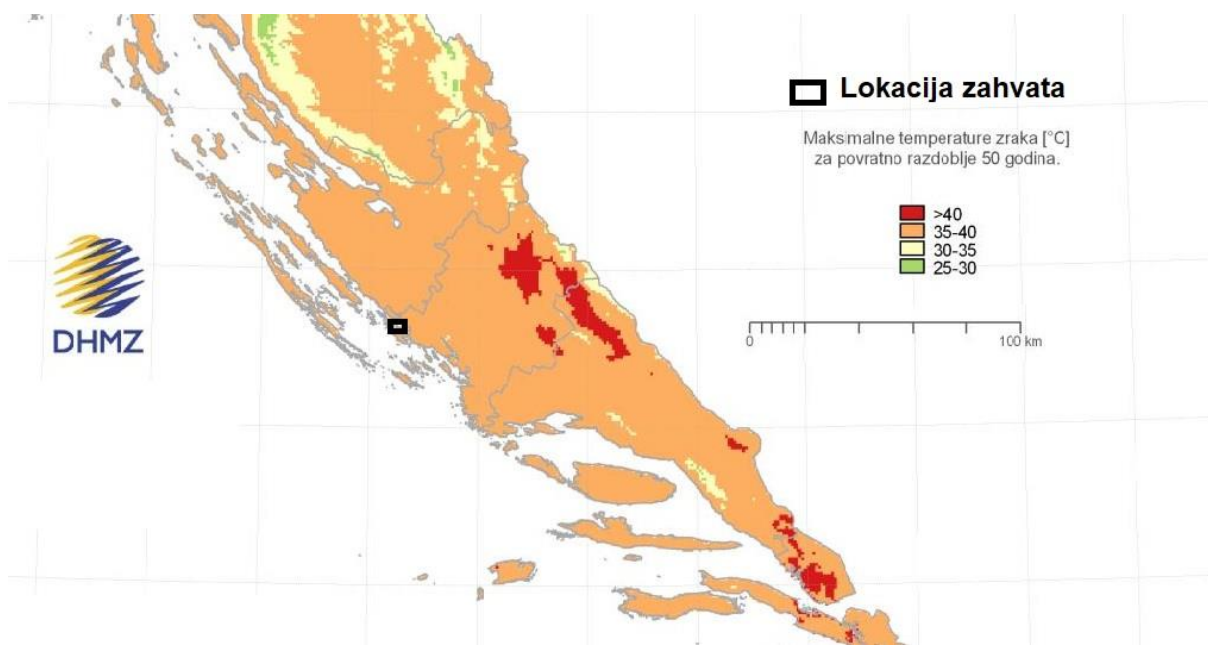 Lokacija zahvata
Maksimalne temperature zraka [°C]
za povratno razdoblje 50 godina.
>40
35-40
30-35
25-30
DHMZ
0 100 km